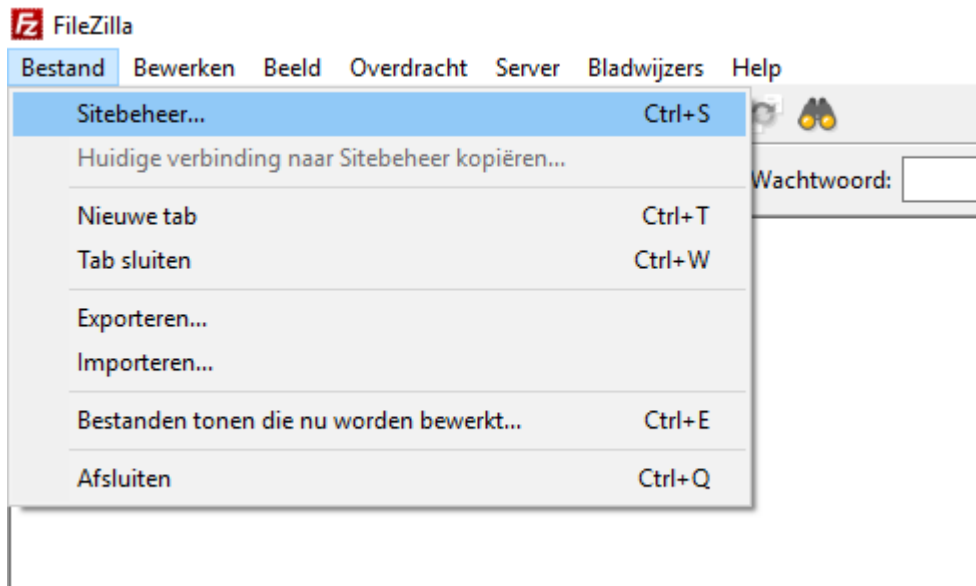 FileZilla
Bestand Bewerken Beeld Overdracht Server Bladwijzers Help
Sitebeheer... Ctrl+S
Huidige verbinding naar Sitebeheer kopiëren...
Wachtwoord:
Nieuwe tab Ctrl+T
Tab sluiten Ctrl+W
Exporteren...
Importeren...
Bestanden tonen die nu worden bewerkt... Ctrl+E
Afsluiten Ctrl+Q